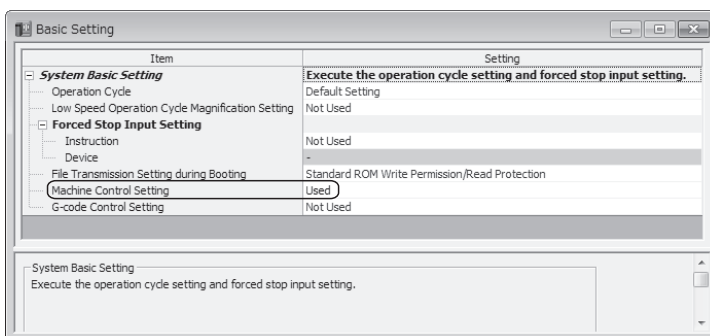 Basic Setting
Item Setting
System Basic Setting Execute the operation cycle setting and forced stop input setting.
Operation Cycle Default Setting
Low Speed Operation Cycle Magnification Setting Not Used
Forced Stop Input Setting
Instruction Not Used
Device -
File Transmission Setting during Booting Standard ROM Write Permission/Read Protection
Machine Control Setting Used
G-code Control Setting Not Used
System Basic Setting
Execute the operation cycle setting and forced stop input setting.